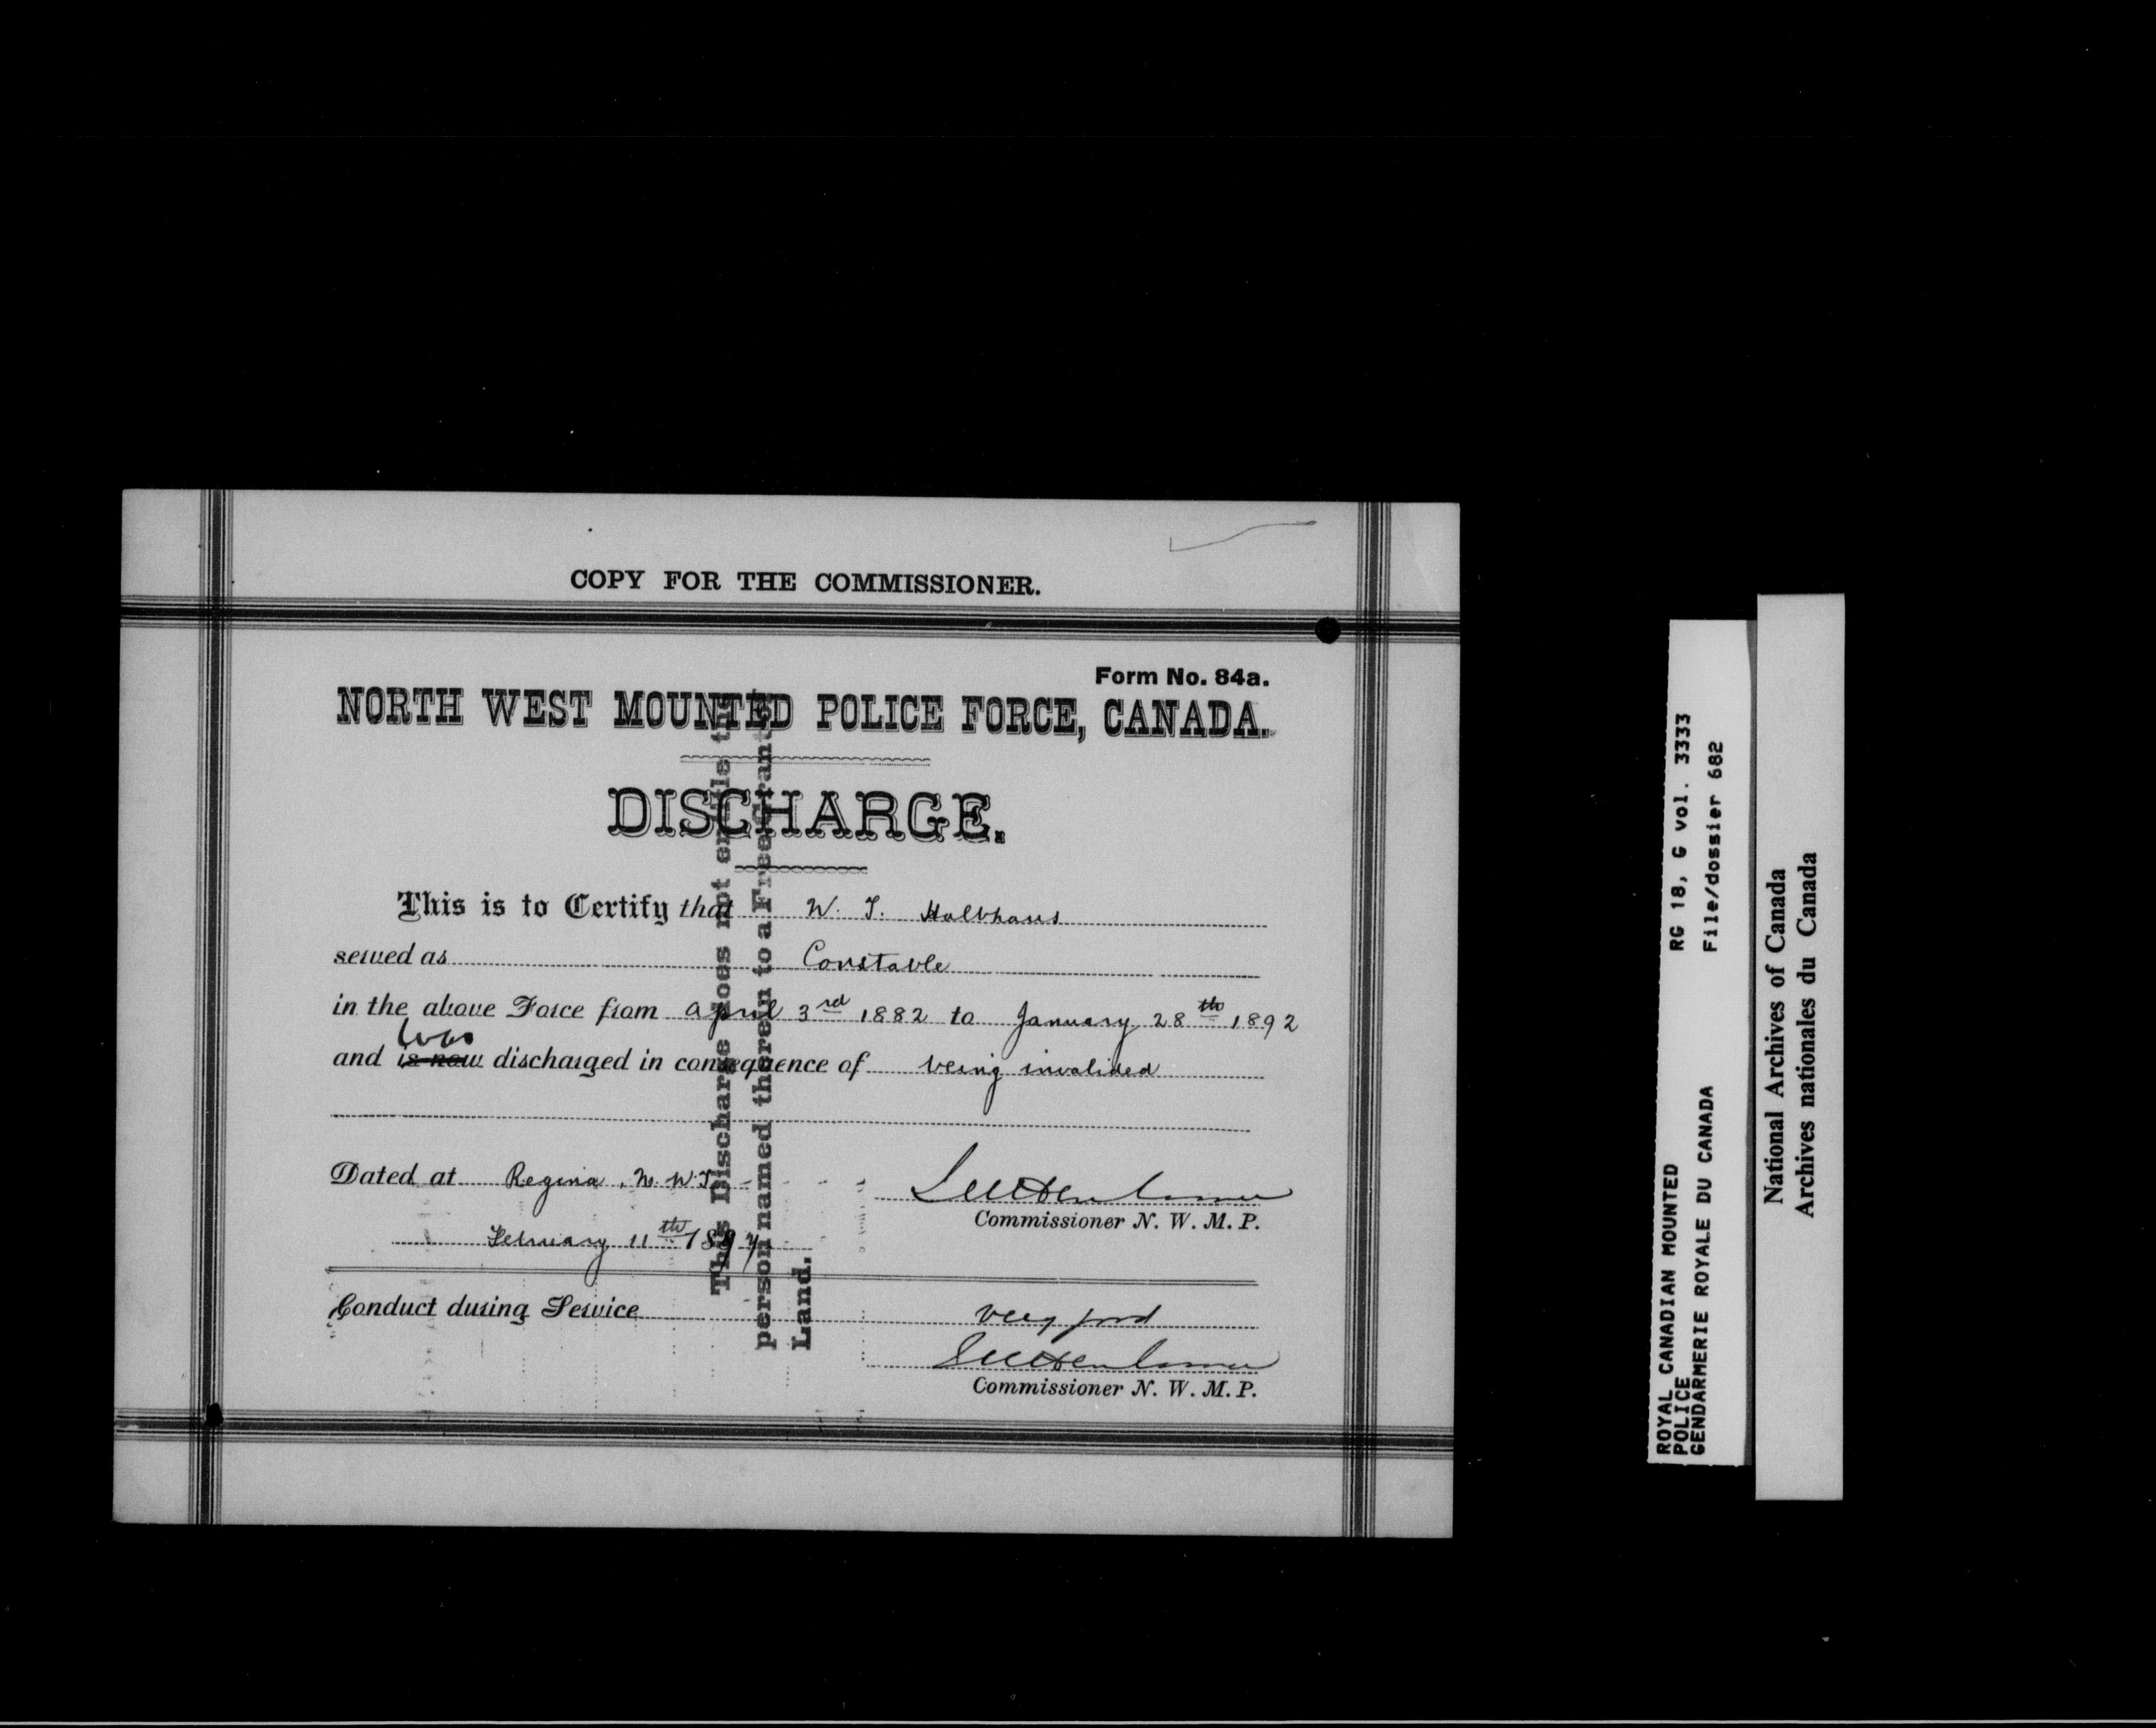 COPY FOR THE COMMISSIONER.
Form No. 84a.
NORTH WEST MOUNTED POLICE FORCE, CANADA.
DISCHARGE.
This is to Certify that W. T. Halbhaus
served as Constable
in the above Force from April 3rd 1882 to January 28th 1892
was
and is now discharged in consequence of being invalided
Dated at Regina, N. W. T.
Commissioner N. W. M. P.
February 11th 189
Conduct during Service very good
Commissioner N. W. M. P.
This Discharge does not entitle the
person named therein to a Free Grant of
Land.
ROYAL CANADIAN MOUNTED RG 18, G vol. 3333
POLICE
GENDARMERIE ROYALE DU CANADA File/dossier 682
National Archives of Canada
Archives nationales du Canada